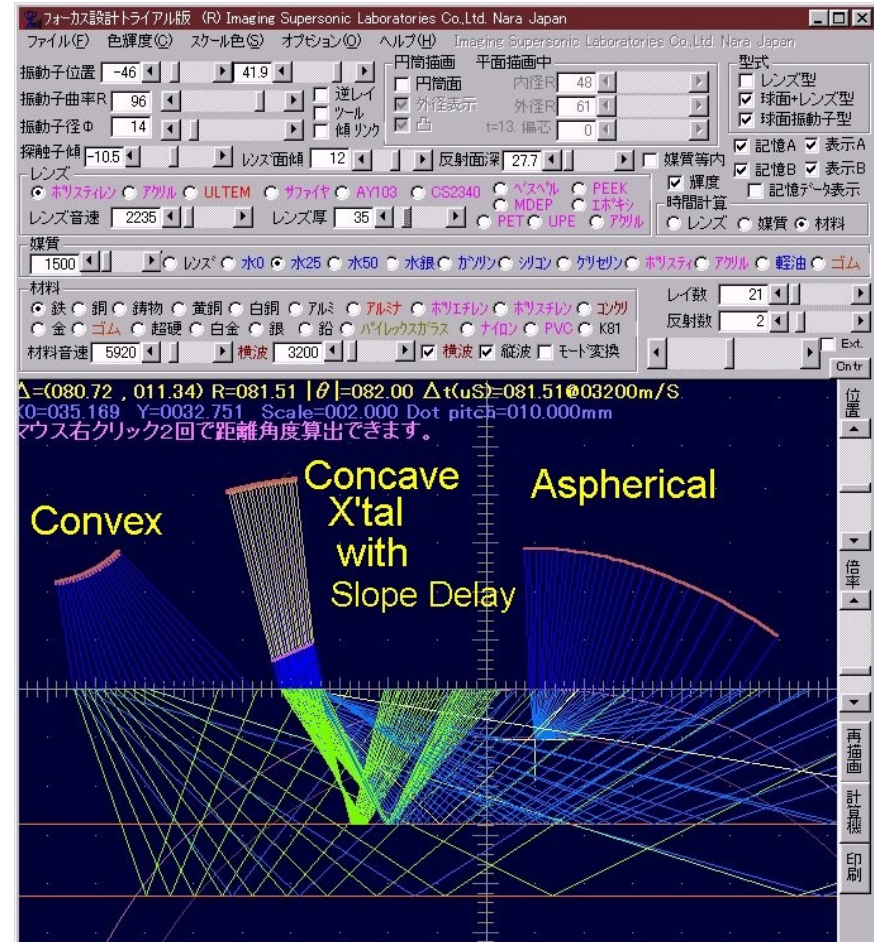 フォーカス設計トライアル版 (R) Imaging Supersonic Laboratories Co.,Ltd. Nara Japan
ファイル(F) 色輝度(C) スケール色(S) オプション(O) ヘルプ(H) Imaging Supersonic Laboratories Co.,Ltd. Nara Japan
振動子位置 -46 41.9
振動子曲率R 96 逆レイ
ツール
振動子径Φ 14 傾リンク
円筒描画 平面描画中
円筒面 内径R 48
外径表示 外径R 61
凸 t=13. 偏芯 0
型式
レンズ型
球面+レンズ型
球面振動子型
探触子傾 -10.5 レンズ面傾 12 反射面深 27.7 媒質等内
記憶A 表示A
記憶B 表示B
輝度 記憶データ表示
レンズ
ポリスティレン アクリル ULTEM サファイヤ AY103 CS2340 ベスペル PEEK
MDEP エポキシ
レンズ音速 2235 レンズ厚 35 PET UPE アクリル
時間計算
レンズ 媒質 材料
媒質
1500 レンズ 水0 水25 水50 水銀 ガソリン シリコン グリセリン ポリスティ アクリル 軽油 ゴム
材料
鉄 銅 鋳物 黄銅 白銅 アルミ アルミナ ポリエチレン ポリスチレン コンクリ
金 ゴム 超硬 白金 銀 鉛 パイレックスガラス ナイロン PVC K81
材料音速 5920 横波 3200 横波 縦波 モード変換
レイ数 21
反射数 2
Ext.
Cntr
Δ=(080.72 , 011.34) R=081.51 |θ|=082.00 Δt(uS)=081.51@03200m/S
X0=035.169 Y=0032.751 Scale=002.000 Dot pitch=010.000mm
マウス右クリック2回で距離角度算出できます。
Convex
Concave
X'tal
with
Slope Delay
Aspherical
位置
倍率
再描画
計算機
印刷